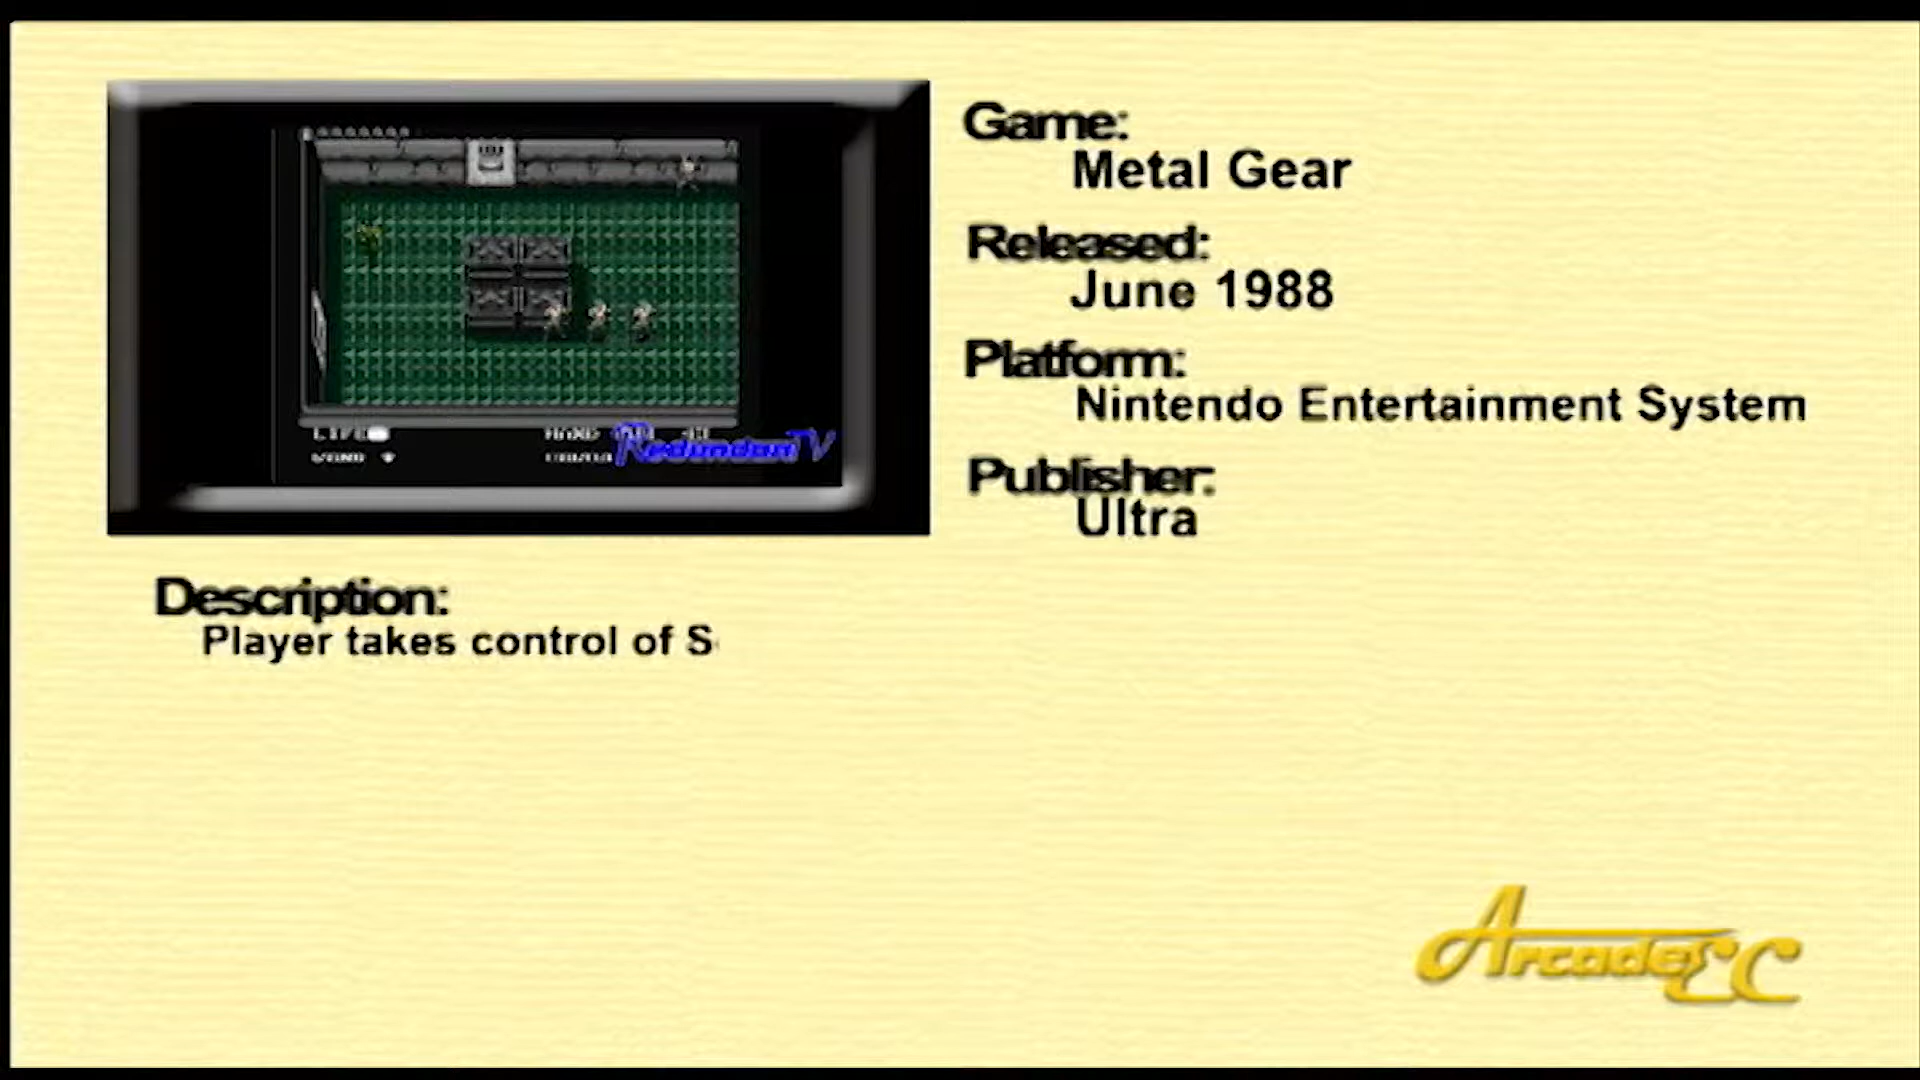 Game:
Metal Gear
Released:
June 1988
Platform:
Nintendo Entertainment System
Publisher:
Ultra
LIFE
RedundanTV
Description:
Player takes control of S
ArcadeEC